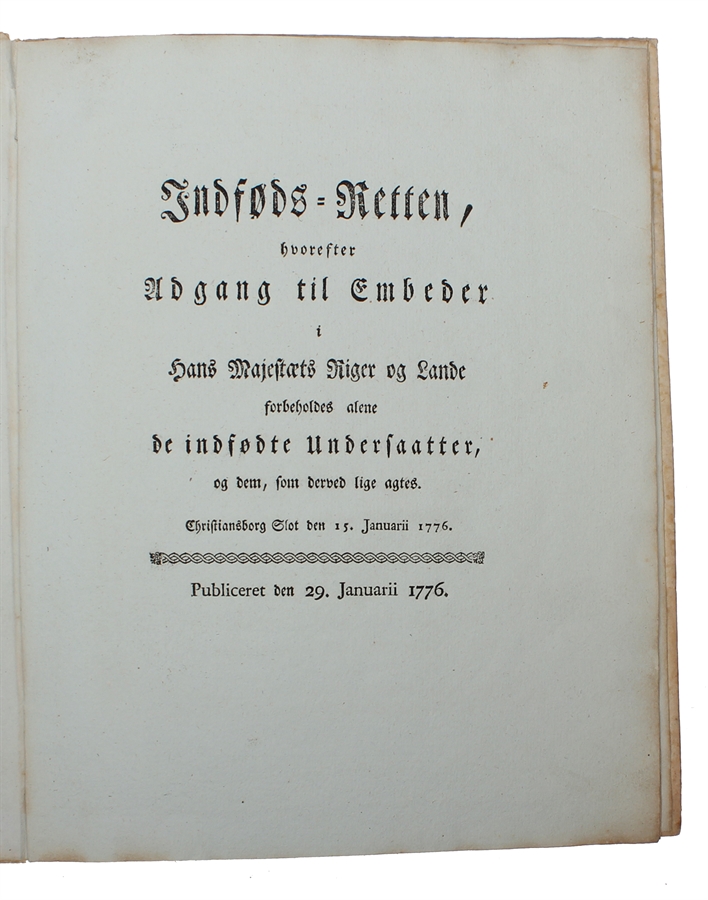 Indføds-Retten,
hvorefter
Adgang til Embeder
i
Hans Majestæts Riger og Lande
forbeholdes alene
de indfødte Undersaatter,
og dem, som derved lige agtes.
Christiansborg Slot den 15. Januarii 1776.
Publiceret den 29. Januarii 1776.